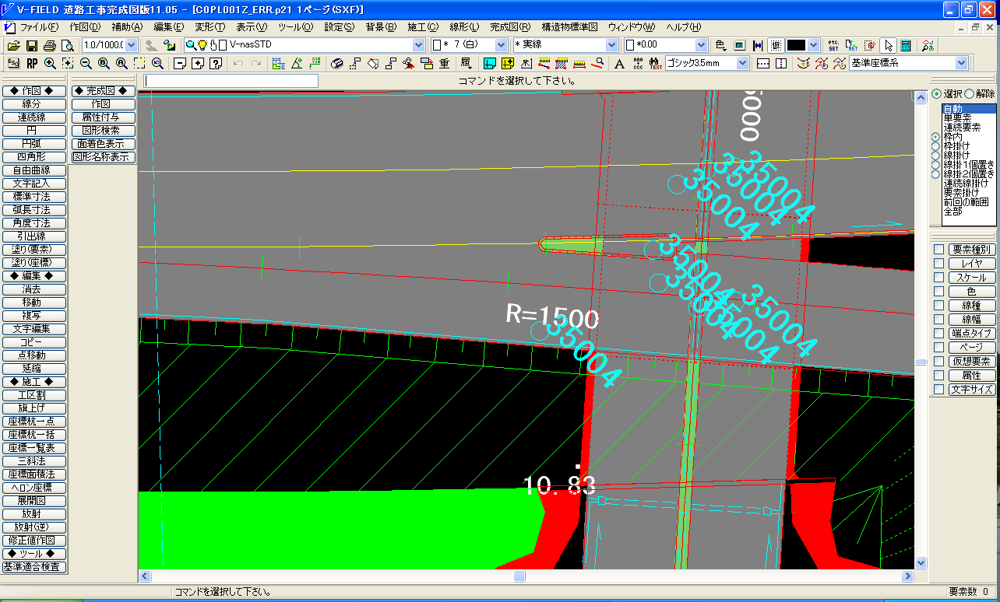 V-FIELD 道路工事完成図版11.05 - [C0PL001Z_ERR.p21 1ページ(SXF)]
ファイル(F) 作図(D) 補助(A) 編集(E) 変形(T) 表示(V) ツール(O) 設定(S) 背景(B) 施工(C) 線形(L) 完成図(R) 構造物標準図 ウィンドウ(W) ヘルプ(H)
1.0/1000.( V-nasSTD * 7 (白) * 実線 *0.00 etc. SET SET
Esc RP TEXT ゴシック3.5mm 基準座標系
コマンドを選択して下さい。
◆ 作図 ◆
線分
連続線
円
円弧
四角形
自由曲線
文字記入
標準寸法
弧長寸法
角度寸法
引出線
塗り(要素)
塗り(座標)
◆ 編集 ◆
消去
移動
複写
文字編集
コピー
点移動
延縮
◆ 施工 ◆
工区割
旗上げ
座標杭一点
座標杭一括
座標一覧表
三斜法
座標面積法
ヘロン座標
展開図
放射
放射(逆)
修正値作図
◆ ツール ◆
基準適合検査
◆ 完成図 ◆
作図
属性付与
図形検索
面着色表示
図形名称表示
35004
35004
35004
35004
35004
35004
35004
35004
35004
R=1500
10.83
選択 解除
自動
単要素
連続要素
枠内
枠掛け
線掛け
線掛1個置き
線掛2個置き
連続線掛け
要素掛け
前回の範囲
全部
要素種別
レイヤ
スケール
色
線種
線幅
端点タイプ
ページ
仮想要素
属性
文字サイズ
コマンドを選択して下さい。
要素数 0